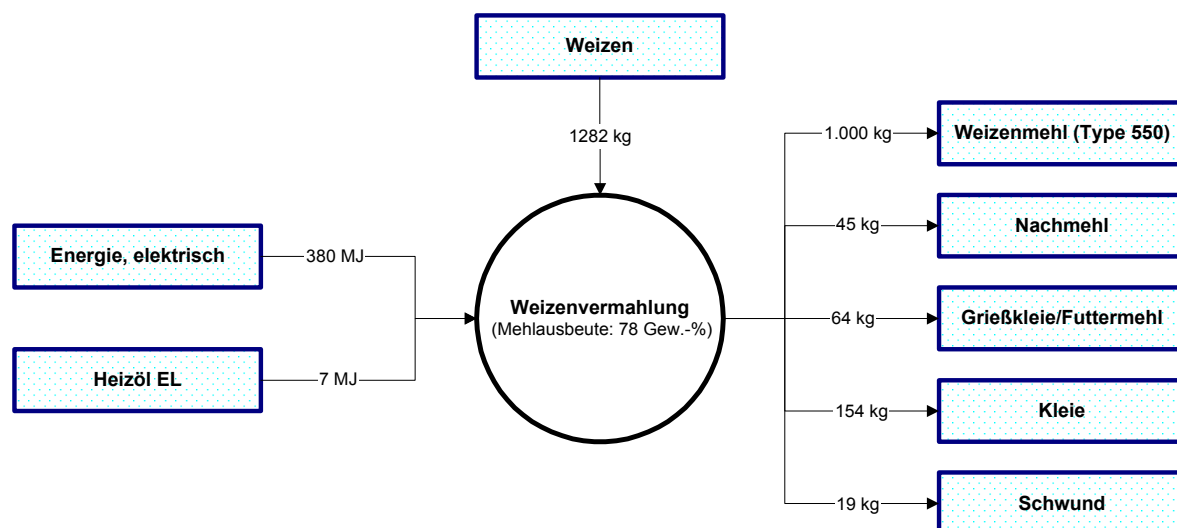 Weizen
1282 kg
1.000 kg
Weizenmehl (Type 550)
45 kg
Nachmehl
Energie, elektrisch
380 MJ
Weizenvermahlung
(Mehlausbeute: 78 Gew.-%)
64 kg
Grießkleie/Futtermehl
Heizöl EL
7 MJ
154 kg
Kleie
19 kg
Schwund